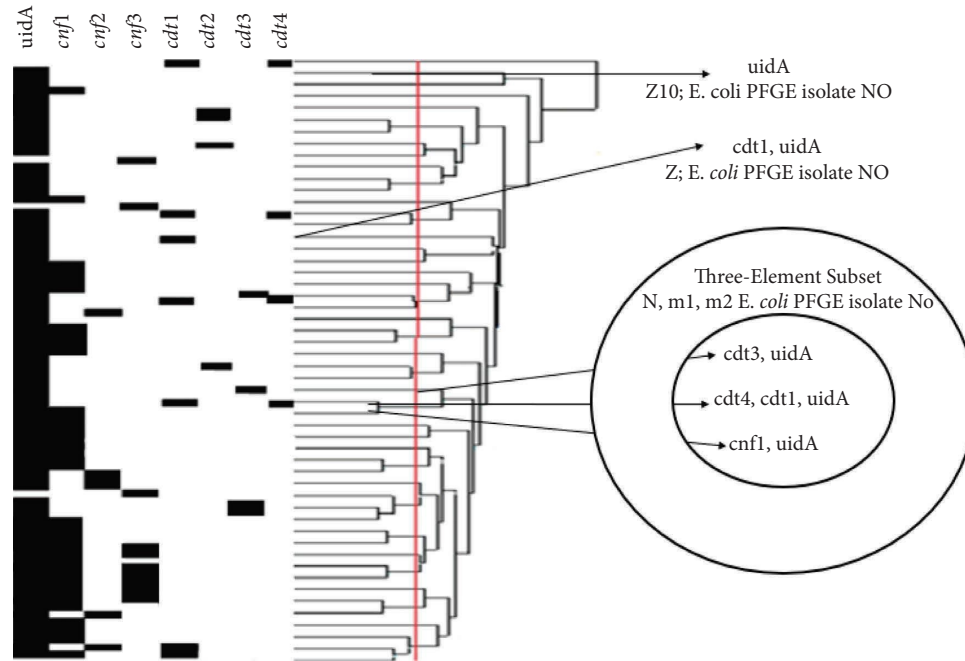 uidA
cnf1
cnf2
cnf3
cdt1
cdt2
cdt3
cdt4
uidA
Z10; E. coli PFGE isolate NO
cdt1, uidA
Z; E. coli PFGE isolate NO
Three-Element Subset
N, m1, m2 E. coli PFGE isolate No
cdt3, uidA
cdt4, cdt1, uidA
cnf1, uidA